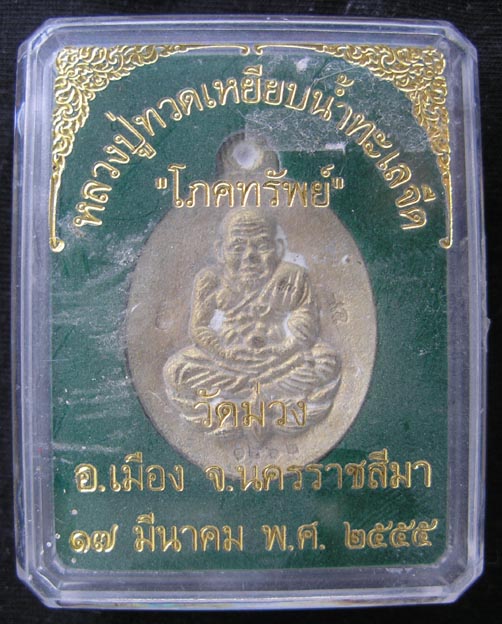 หลวงปู่ทวดเหยียบน้ำทะเลจืด
"โภคทรัพย์"
วัดม่วง
อ.เมือง จ.นครราชสีมา
๑๗ มีนาคม พ.ศ. ๒๕๕๕